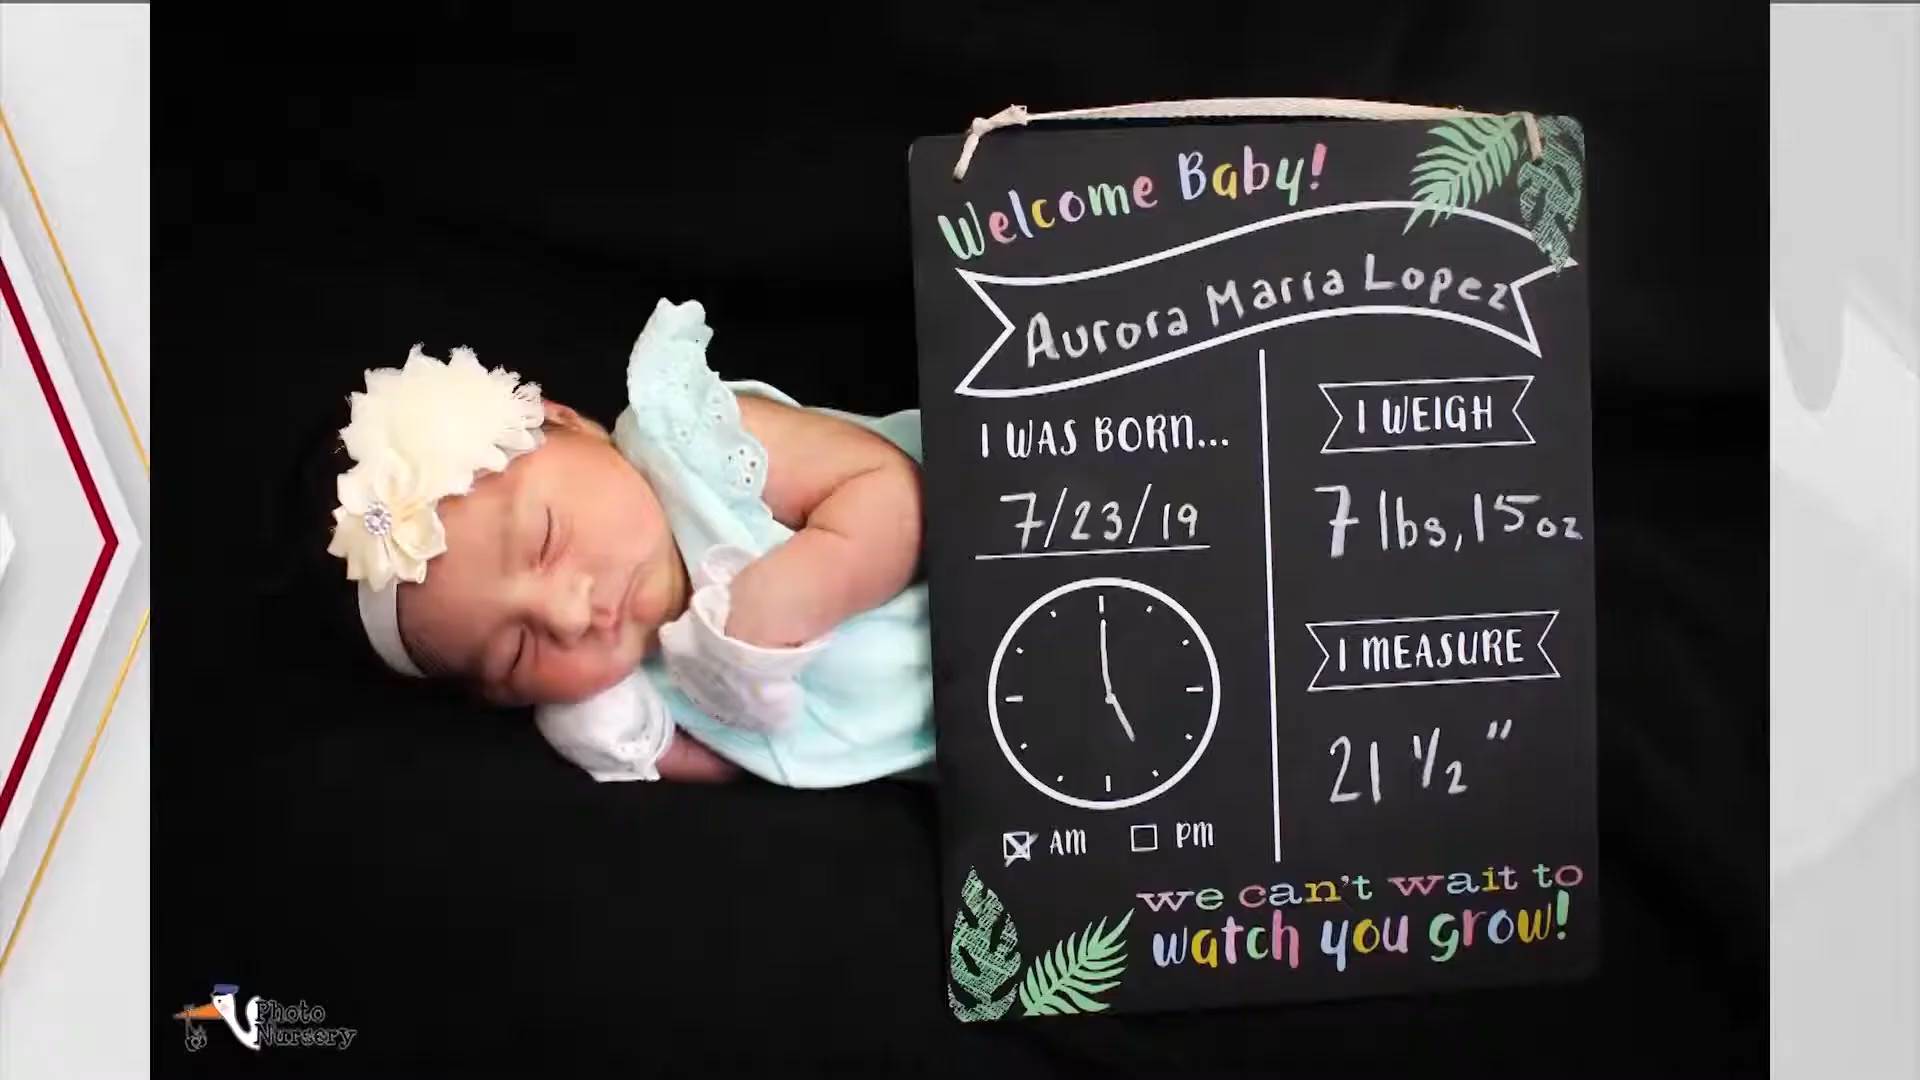 Welcome Baby!
Aurora María Lopez
I WAS BORN...
7/23/19
AM PM
I WEIGH
7 lbs, 15 oz
I MEASURE
21 1/2 "
we can't wait to
watch you grow!
Photo
Nursery